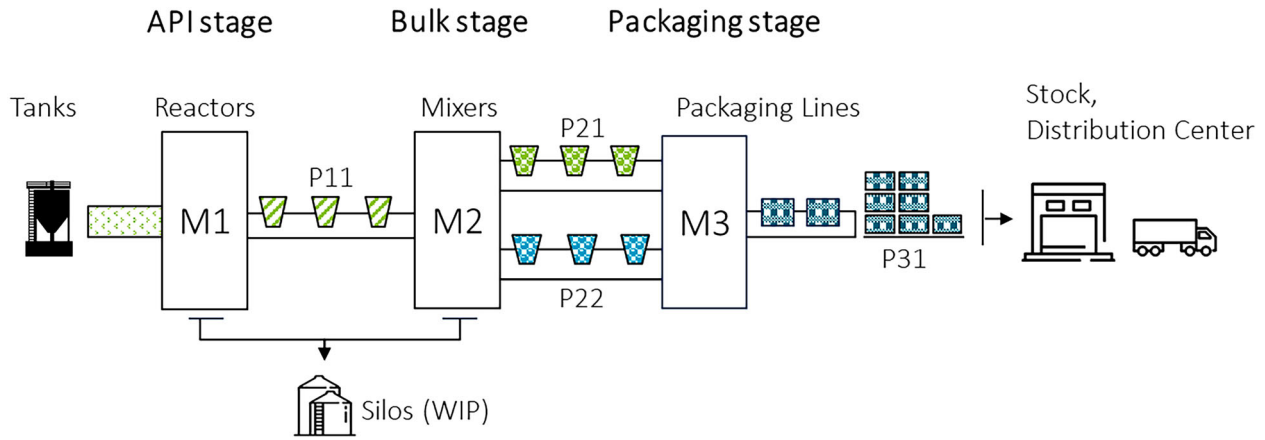 API stage
Bulk stage
Packaging stage
Tanks
Reactors
Mixers
Packaging Lines
Stock,
Distribution Center
P11
P21
M1
M2
M3
P22
P31
Silos (WIP)